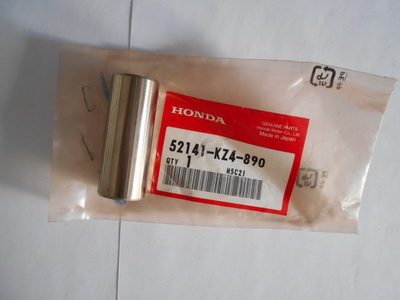 HONDA
GENUINE PARTS
Honda Motor Co., Ltd.
Made in Japan
52141-KZ4-890
QTY 1
H5C21